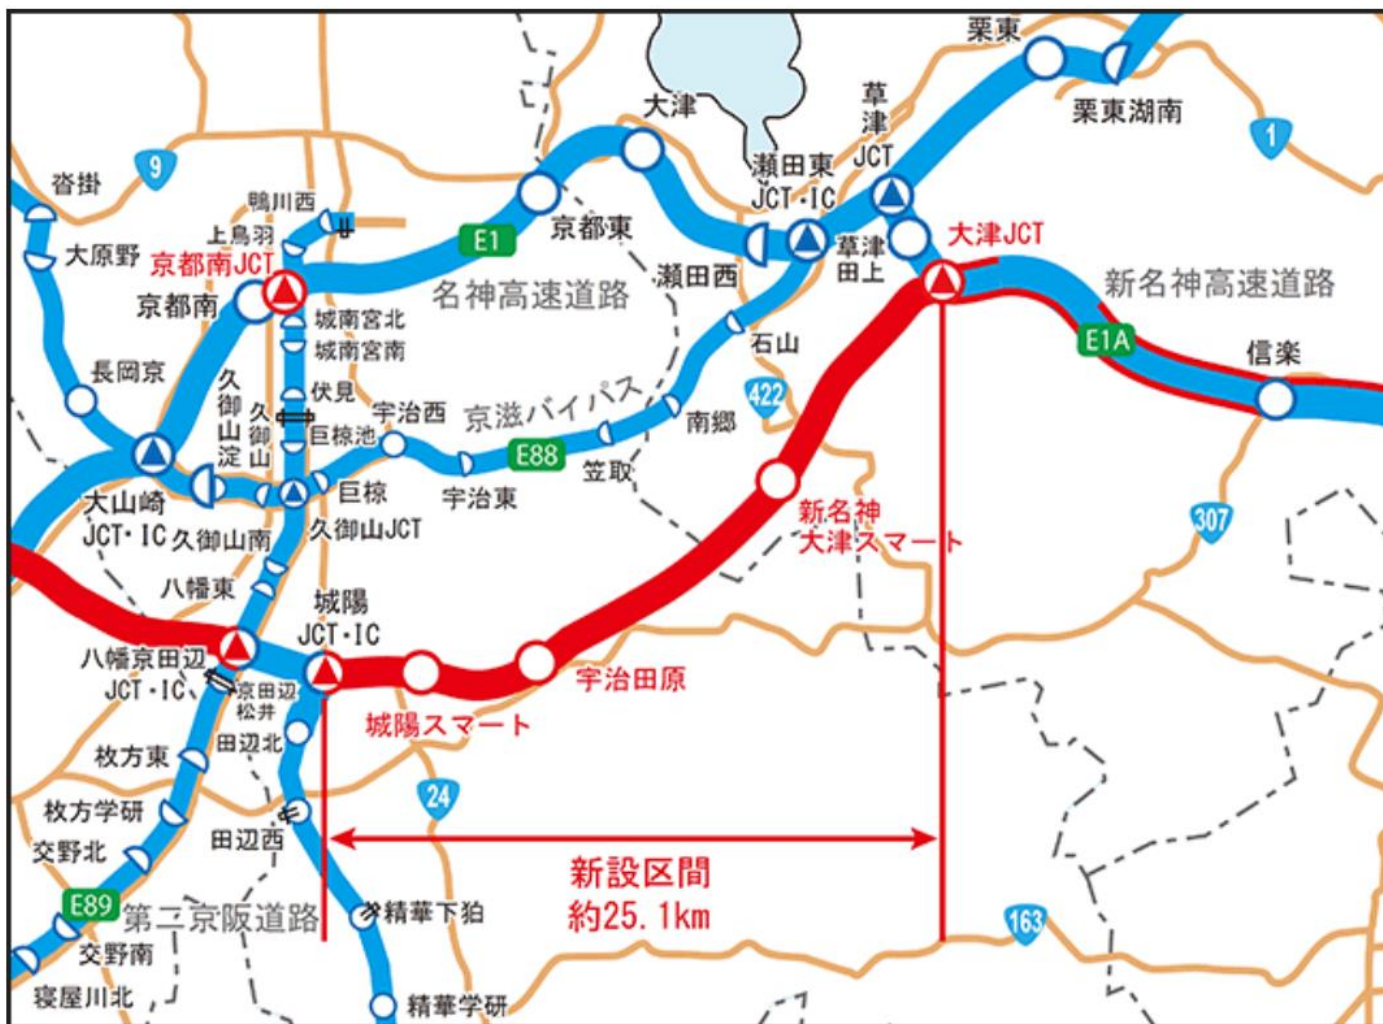 栗東
栗東湖南
1
草津
JCT
大津
瀬田東
JCT・IC
9
沓掛
鴨川西
上鳥羽
大原野
京都南JCT
京都南
E1
京都東
名神高速道路
瀬田西
草津
田上
大津JCT
新名神高速道路
E1A
信楽
城南宮北
城南宮南
石山
長岡京
久御山淀
久御山
伏見
巨椋池
宇治西
京滋バイパス
422
南郷
E88
笠取
宇治東
巨椋
大山崎
JCT・IC
久御山南
久御山JCT
新名神
大津スマート
307
八幡東
城陽
JCT・IC
八幡京田辺
JCT・IC
京田辺
松井
宇治田原
城陽スマート
田辺北
枚方東
24
枚方学研
田辺西
交野北
新設区間
約25.1km
E89
第二京阪道路
精華下狛
163
交野南
寝屋川北
精華学研